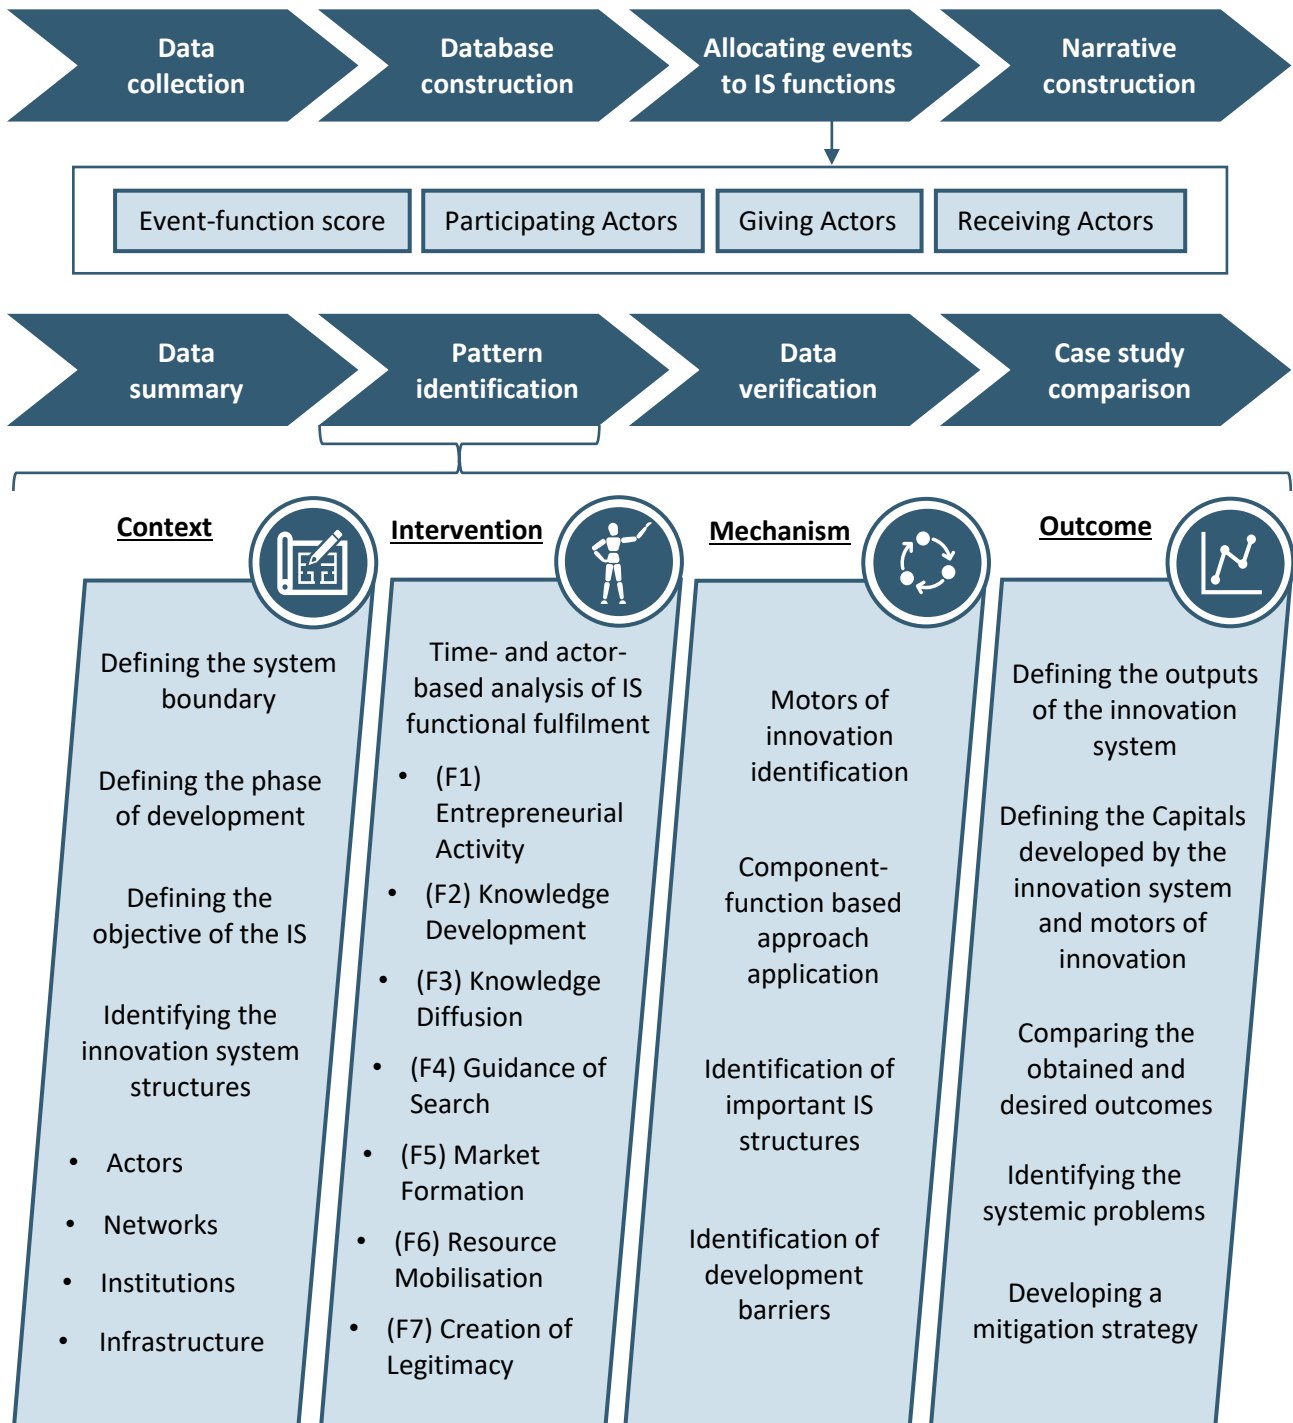 Data
collection
Database
construction
Allocating events
to IS functions
Narrative
construction
Event-function score
Participating Actors
Giving Actors
Receiving Actors
Data
summary
Pattern
identification
Data
verification
Case study
comparison
Context
Defining the system
boundary
Defining the phase
of development
Defining the
objective of the IS
Identifying the
innovation system
structures
• Actors
• Networks
• Institutions
• Infrastructure
Intervention
Time- and actor-
based analysis of IS
functional fulfilment
• (F1)
Entrepreneurial
Activity
• (F2) Knowledge
Development
• (F3) Knowledge
Diffusion
• (F4) Guidance of
Search
• (F5) Market
Formation
• (F6) Resource
Mobilisation
• (F7) Creation of
Legitimacy
Mechanism
Motors of
innovation
identification
Component-
function based
approach
application
Identification of
important IS
structures
Identification of
development
barriers
Outcome
Defining the outputs
of the innovation
system
Defining the Capitals
developed by the
innovation system
and motors of
innovation
Comparing the
obtained and
desired outcomes
Identifying the
systemic problems
Developing a
mitigation strategy